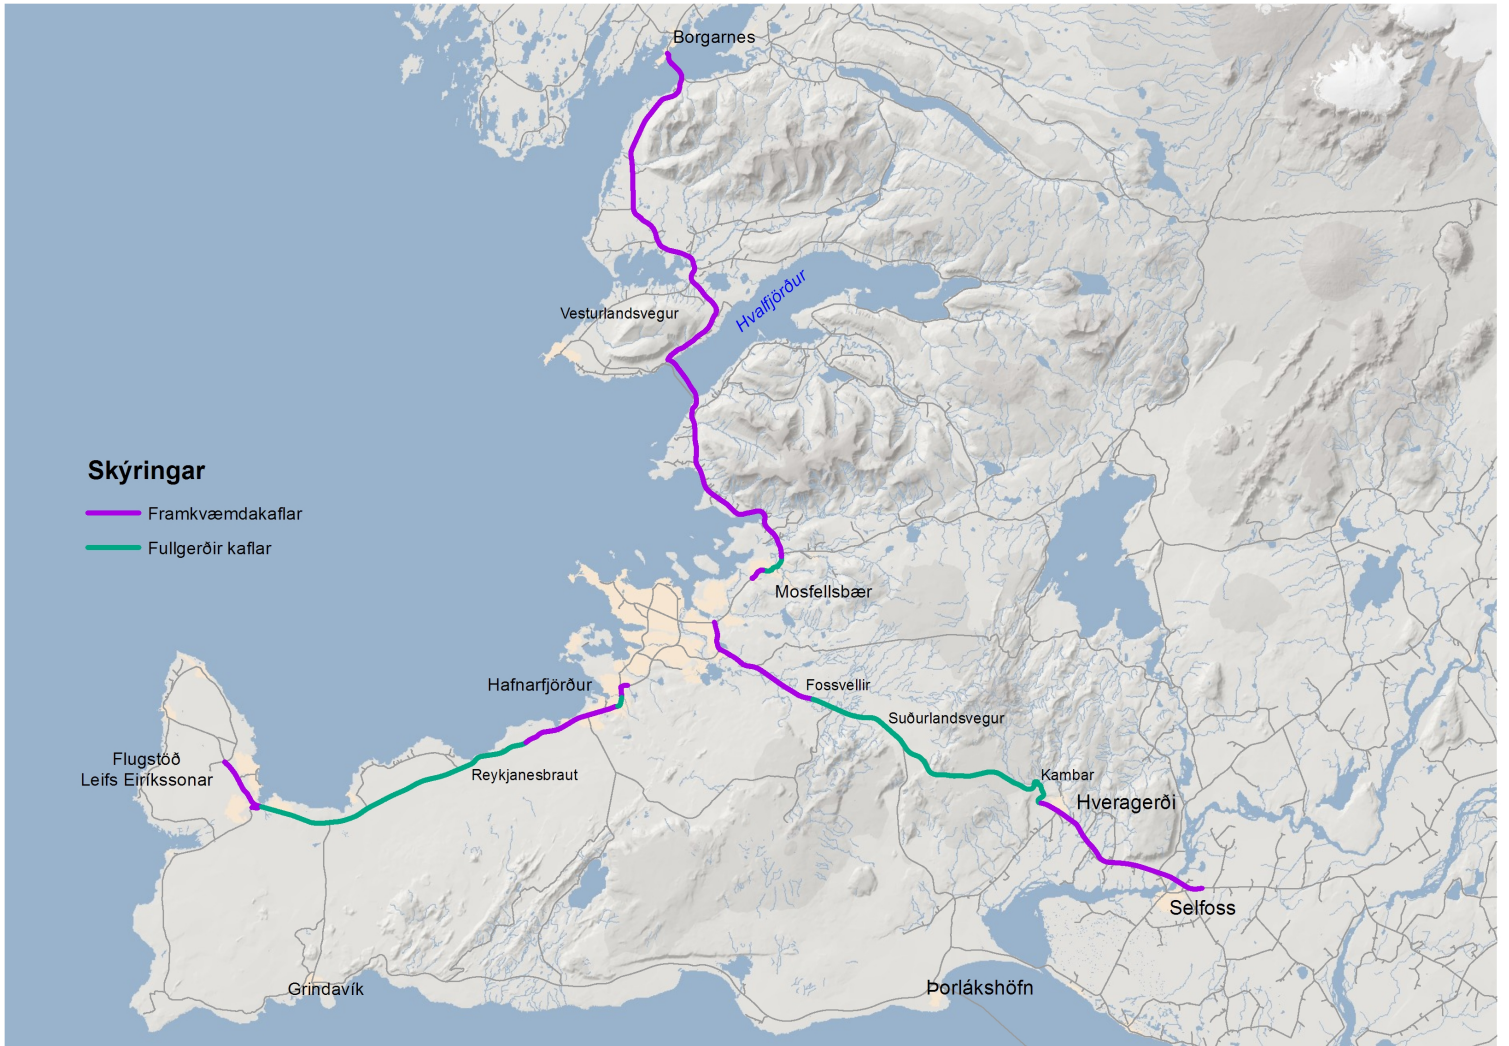 Borgarnes
Hvalfjörður
Vesturlandsvegur
Skýringar
Framkvæmdakaflar
Fullgerðir kaflar
Mosfellsbær
Hafnarfjörður
Fossvellir
Suðurlandsvegur
Flugstöð
Leifs Eiríkssonar
Reykjanesbraut
Kambar
Hveragerði
Selfoss
Grindavík
Þorlákshöfn